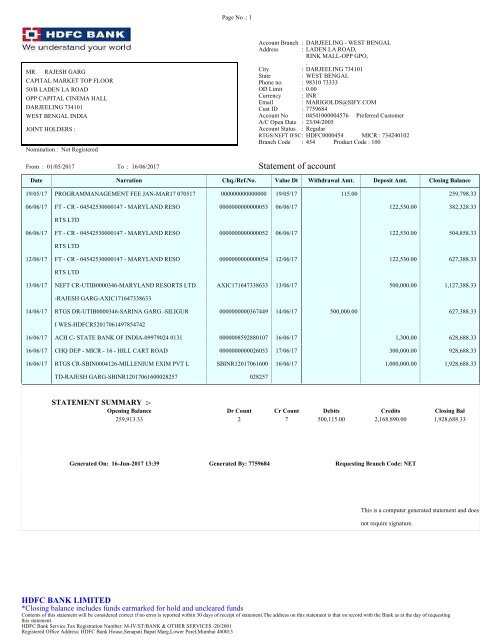 Page No .: 1
HDFC BANK
We understand your world
MR. RAJESH GARG
CAPITAL MARKET TOP FLOOR
50/B LADEN LA ROAD
OPP CAPITAL CINEMA HALL
DARJEELING 734101
WEST BENGAL INDIA
JOINT HOLDERS :
Nomination : Not Registered
Account Branch : DARJEELING - WEST BENGAL
Address : LADEN LA ROAD,
RINK MALL-OPP GPO,
City : DARJEELING 734101
State : WEST BENGAL
Phone no. : 98310 73333
OD Limit : 0.00
Currency : INR
Email : MARIGOLDS@SIFY.COM
Cust ID : 7759684
Account No : 04541000004576 Preferred Customer
A/C Open Date : 23/04/2005
Account Status : Regular
RTGS/NEFT IFSC: HDFC0000454 MICR : 734240102
Branch Code : 454 Product Code : 100
From : 01/05/2017 To : 16/06/2017 Statement of account
Date Narration Chq./Ref.No. Value Dt Withdrawal Amt. Deposit Amt. Closing Balance
19/05/17 PROGRAMMANAGEMENT FEE JAN-MAR17 070517 000000000000000 19/05/17 115.00 259,798.33
06/06/17 FT - CR - 04542530000147 - MARYLAND RESO 0000000000000053 06/06/17 122,530.00 382,328.33
RTS LTD
06/06/17 FT - CR - 04542530000147 - MARYLAND RESO 0000000000000052 06/06/17 122,530.00 504,858.33
RTS LTD
12/06/17 FT - CR - 04542530000147 - MARYLAND RESO 0000000000000054 12/06/17 122,530.00 627,388.33
RTS LTD
13/06/17 NEFT CR-UTIB0000346-MARYLAND RESORTS LTD AXIC171647338633 13/06/17 500,000.00 1,127,388.33
-RAJESH GARG-AXIC171647338633
14/06/17 RTGS DR-UTIB0000346-SARINA GARG -SILIGUR 0000000000367449 14/06/17 500,000.00 627,388.33
I WES-HDFCR52017061497854742
16/06/17 ACH C- STATE BANK OF INDIA-09979024 0131 0000008592880107 16/06/17 1,300.00 628,688.33
16/06/17 CHQ DEP - MICR - 16 - HILL CART ROAD 0000000000026053 17/06/17 300,000.00 928,688.33
16/06/17 RTGS CR-SBIN0004126-MILLENIUM EXIM PVT L SBINR12017061600 16/06/17 1,000,000.00 1,928,688.33
TD-RAJESH GARG-SBINR12017061600028257 028257
STATEMENT SUMMARY :-
Opening Balance Dr Count Cr Count Debits Credits Closing Bal
259,913.33 2 7 500,115.00 2,168,890.00 1,928,688.33
Generated On: 16-Jun-2017 13:39 Generated By: 7759684 Requesting Branch Code: NET
This is a computer generated statement and does
not require signature.
HDFC BANK LIMITED
*Closing balance includes funds earmarked for hold and uncleared funds
Contents of this statement will be considered correct if no error is reported within 30 days of receipt of statement.The address on this statement is that on record with the Bank as at the day of requesting
this statement.
HDFC Bank Service Tax Registration Number: M-IV/ST/BANK & OTHER SERVICES /20/2001
Registered Office Address: HDFC Bank House,Senapati Bapat Marg,Lower Parel,Mumbai 400013